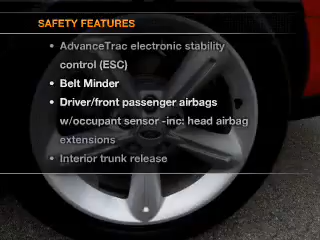 SAFETY FEATURES
• AdvanceTrac electronic stability
control (ESC)
• Belt Minder
• Driver/front passenger airbags
w/occupant sensor -inc: head airbag
extensions
• Interior trunk release